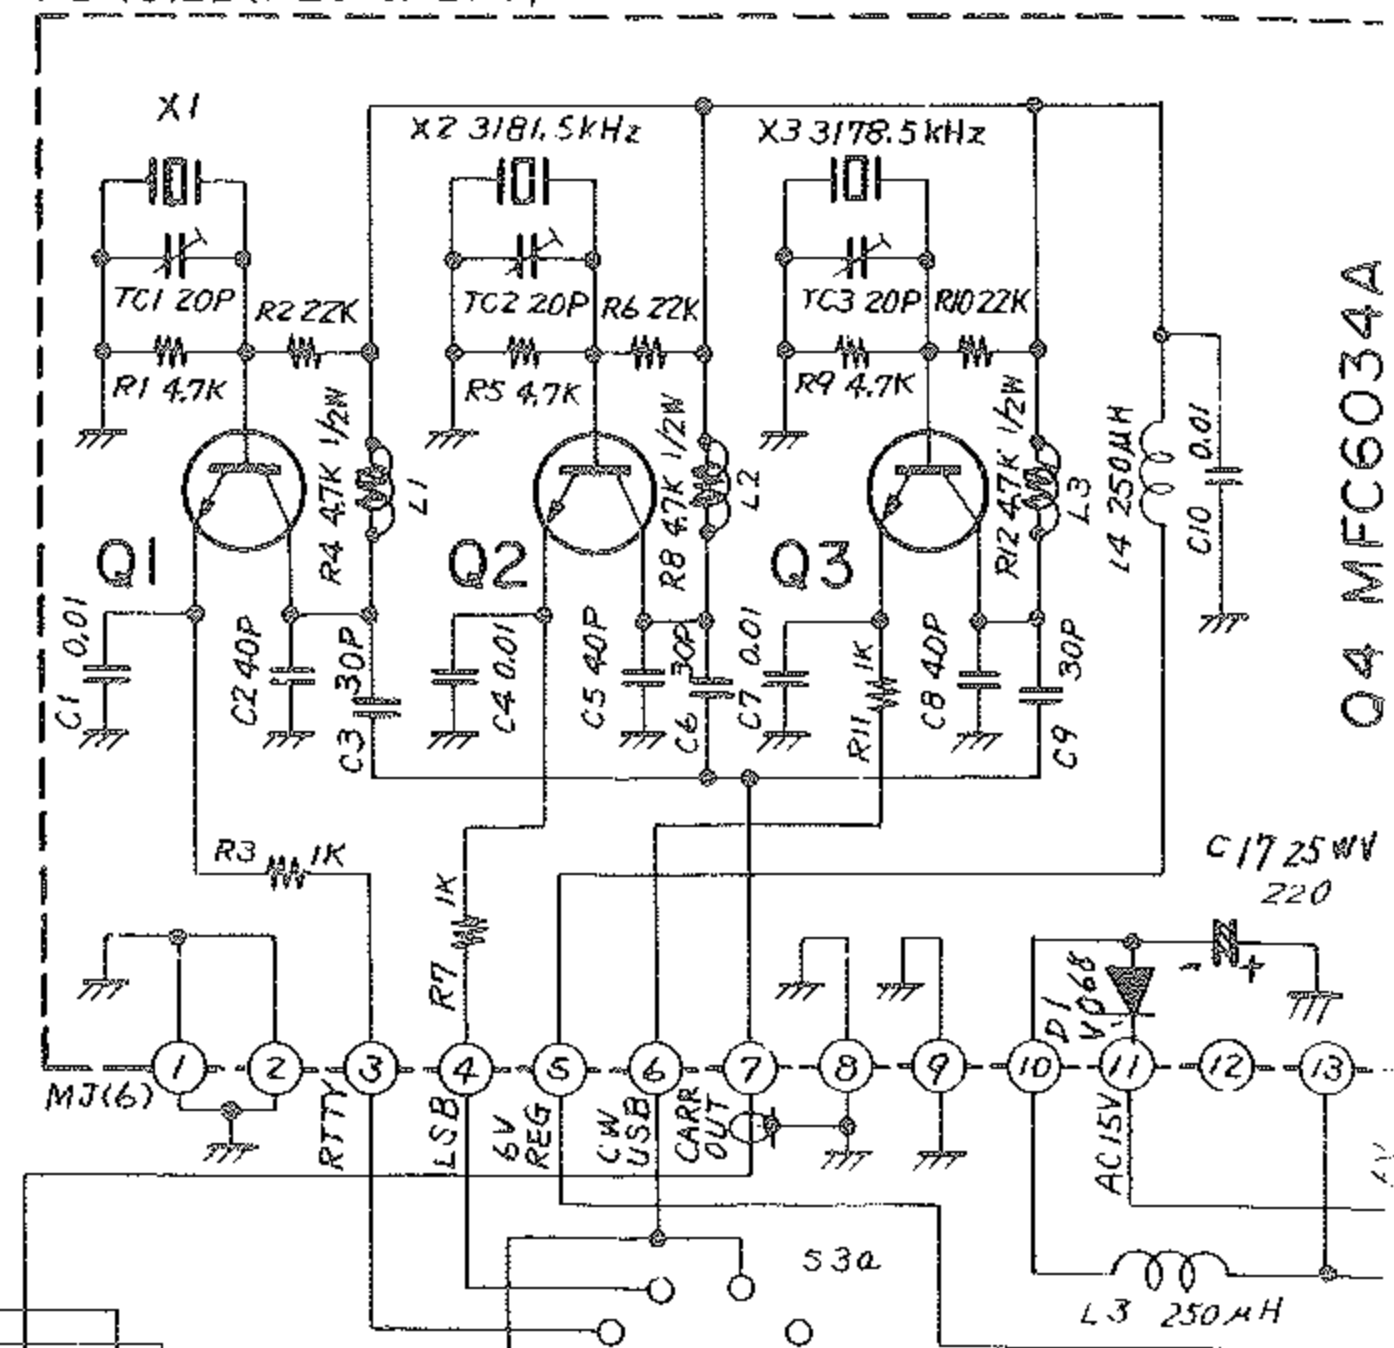 X1
X2 3181.5kHz
X3 3178.5kHz
TC1 20P
R2 22K
TC2 20P
R6 22K
TC3 20P
R10 22K
R1 4.7K
R5 4.7K
R9 4.7K
R4 4.7K 1/2W
L1
R8 4.7K 1/2W
L2
R12 4.7K 1/2W
L3
L4 250μH
C10 0.01
Q4 MFC6034A
Q1
Q2
Q3
C1 0.01
C2 40P
C3 30P
C4 0.01
C5 40P
C6 30P
C7 0.01
R11 1K
C8 40P
C9 30P
R3 1K
R7 1K
C17 25WV
220
- +
D1
V06B
1 2 3 4 5 6 7 8 9 10 11 12 13
MJ(6)
RTTY
LSB
6V
REG
CW
USB
CARR
OUT
AC15V
S3a
L3 250μH